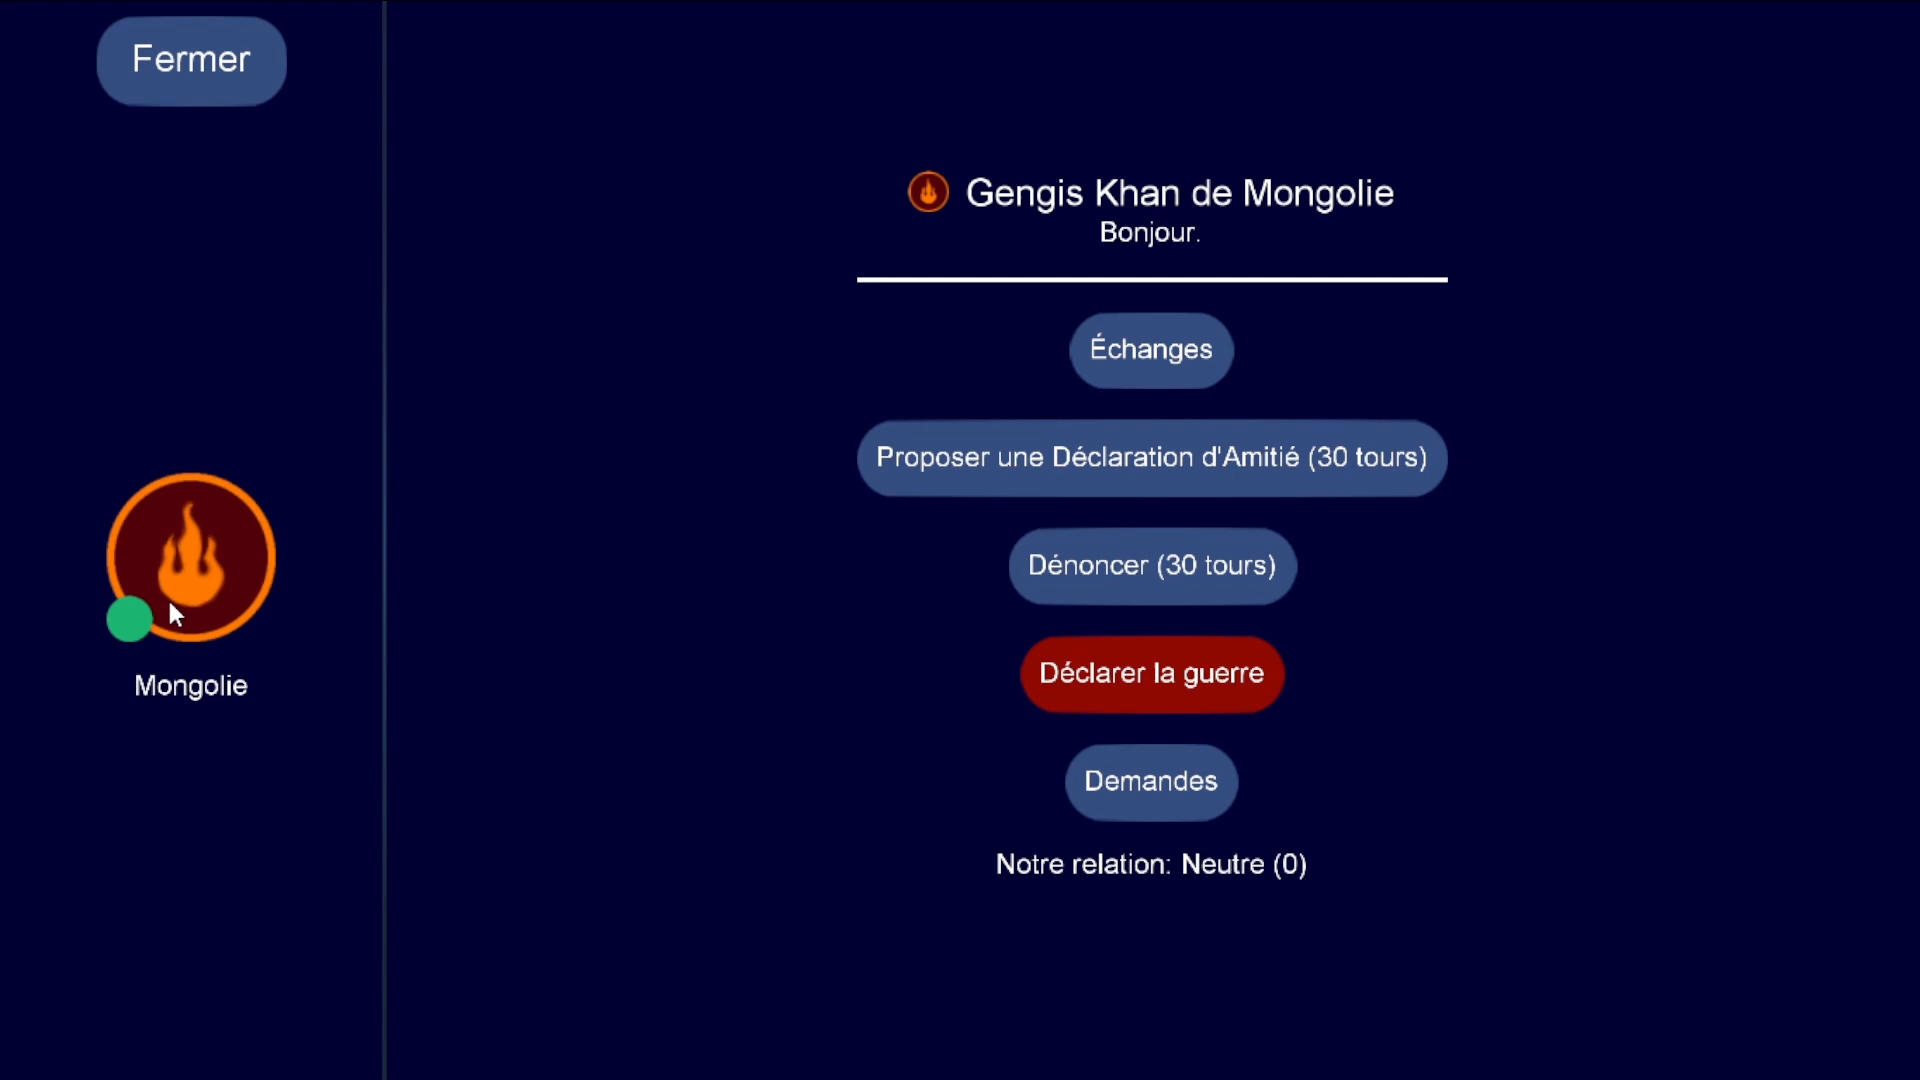 Fermer
Mongolie
Gengis Khan de Mongolie
Bonjour.
Échanges
Proposer une Déclaration d'Amitié (30 tours)
Dénoncer (30 tours)
Déclarer la guerre
Demandes
Notre relation: Neutre (0)